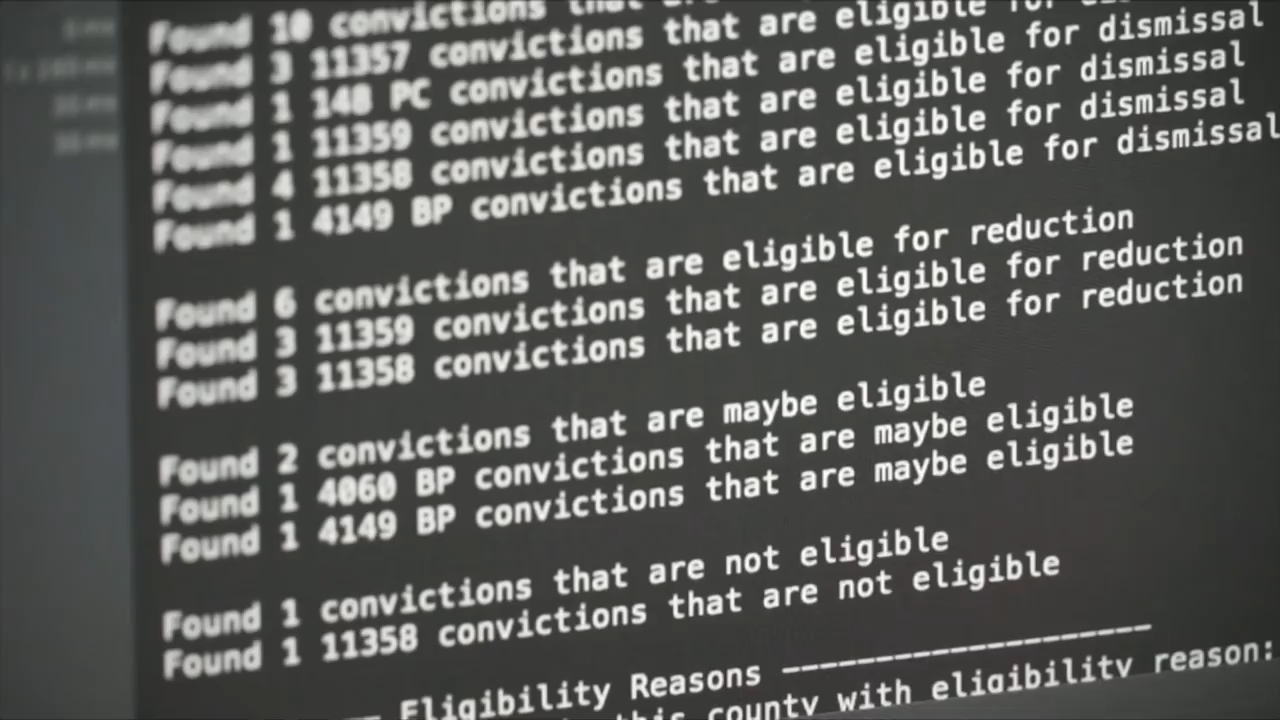 Found 10 convictions that are
Found 3 11357 convictions that are eligible for
Found 1 148 PC convictions that are eligible for dismissal
Found 1 11359 convictions that are eligible for dismissal
Found 4 11358 convictions that are eligible for dismissal
Found 1 4149 BP convictions that are eligible for dismissal
Found 6 convictions that are eligible for reduction
Found 3 11359 convictions that are eligible for reduction
Found 3 11358 convictions that are eligible for reduction
Found 2 convictions that are maybe eligible
Found 1 4060 BP convictions that are maybe eligible
Found 1 4149 BP convictions that are maybe eligible
Found 1 convictions that are not eligible
Found 1 11358 convictions that are not eligible
Eligibility Reasons --------------------
this county with eligibility reason: